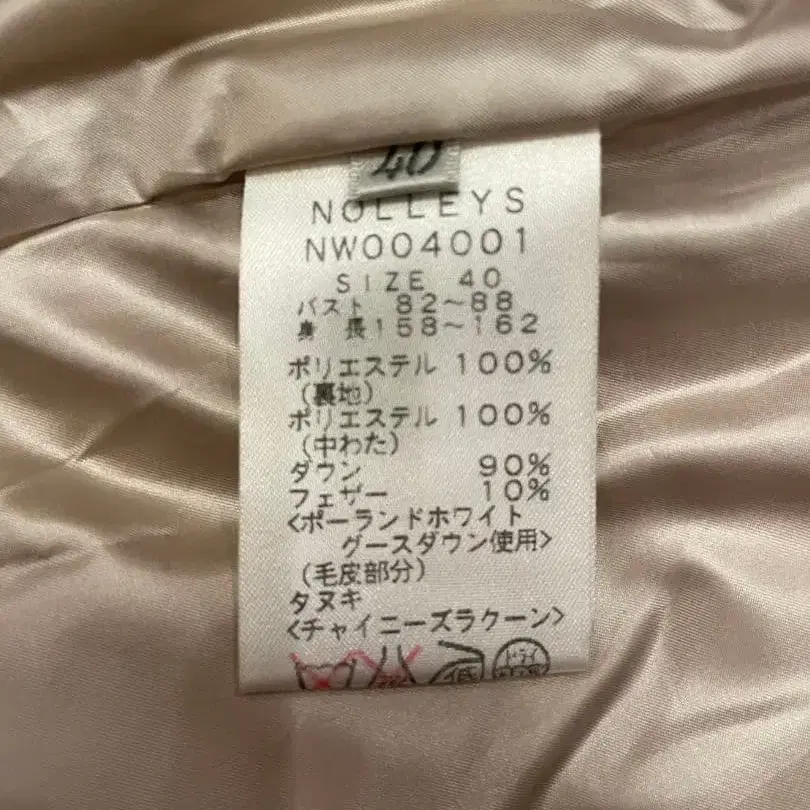 40
NOLLEYS
NW004001
SIZE 40
バスト 82～88
身 長158～162
ポリエステル 100%
(裏地)
ポリエステル 100%
(中わた)
ダウン 90%
フェザー 10%
<ポーランドホワイト
グースダウン使用>
(毛皮部分)
タヌキ
<チャイニーズラクーン>
低 ドライ